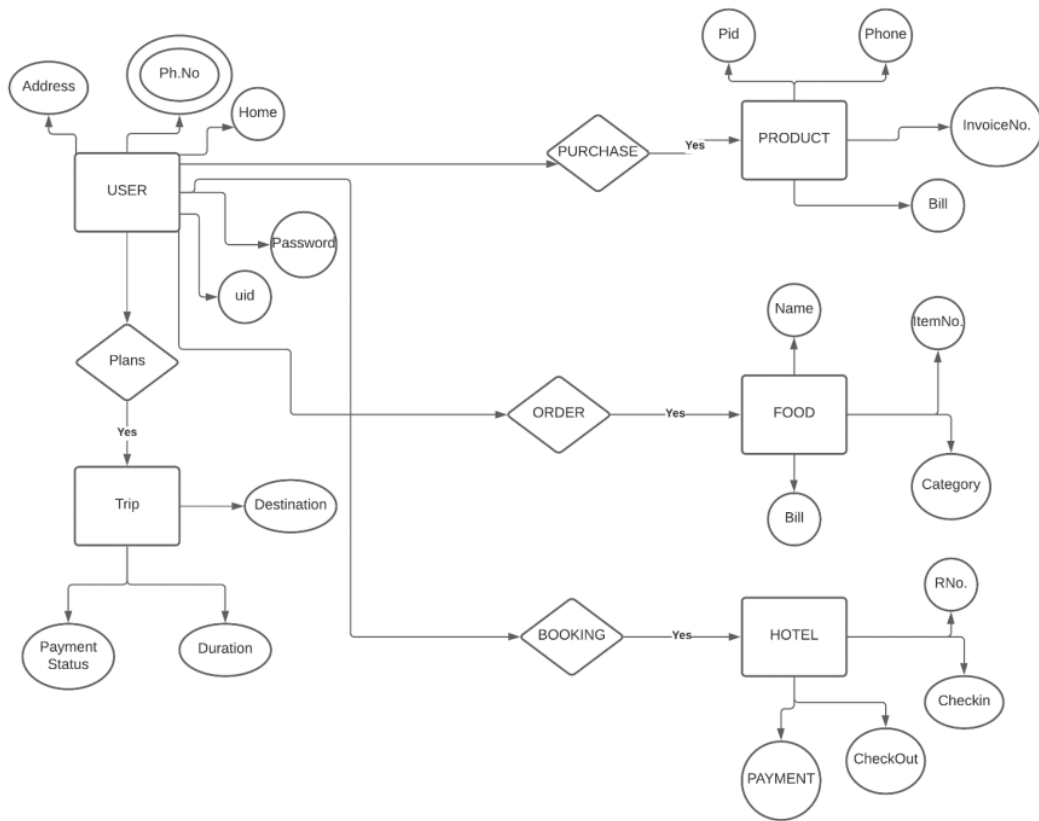 Pid
Phone
Ph.No
Address
Home
InvoiceNo.
PURCHASE
Yes
PRODUCT
USER
Bill
Password
uid
Name
ItemNo.
Plans
ORDER
Yes
FOOD
Yes
Category
Trip
Destination
Bill
RNo.
BOOKING
Yes
HOTEL
Payment
Status
Duration
Checkin
CheckOut
PAYMENT